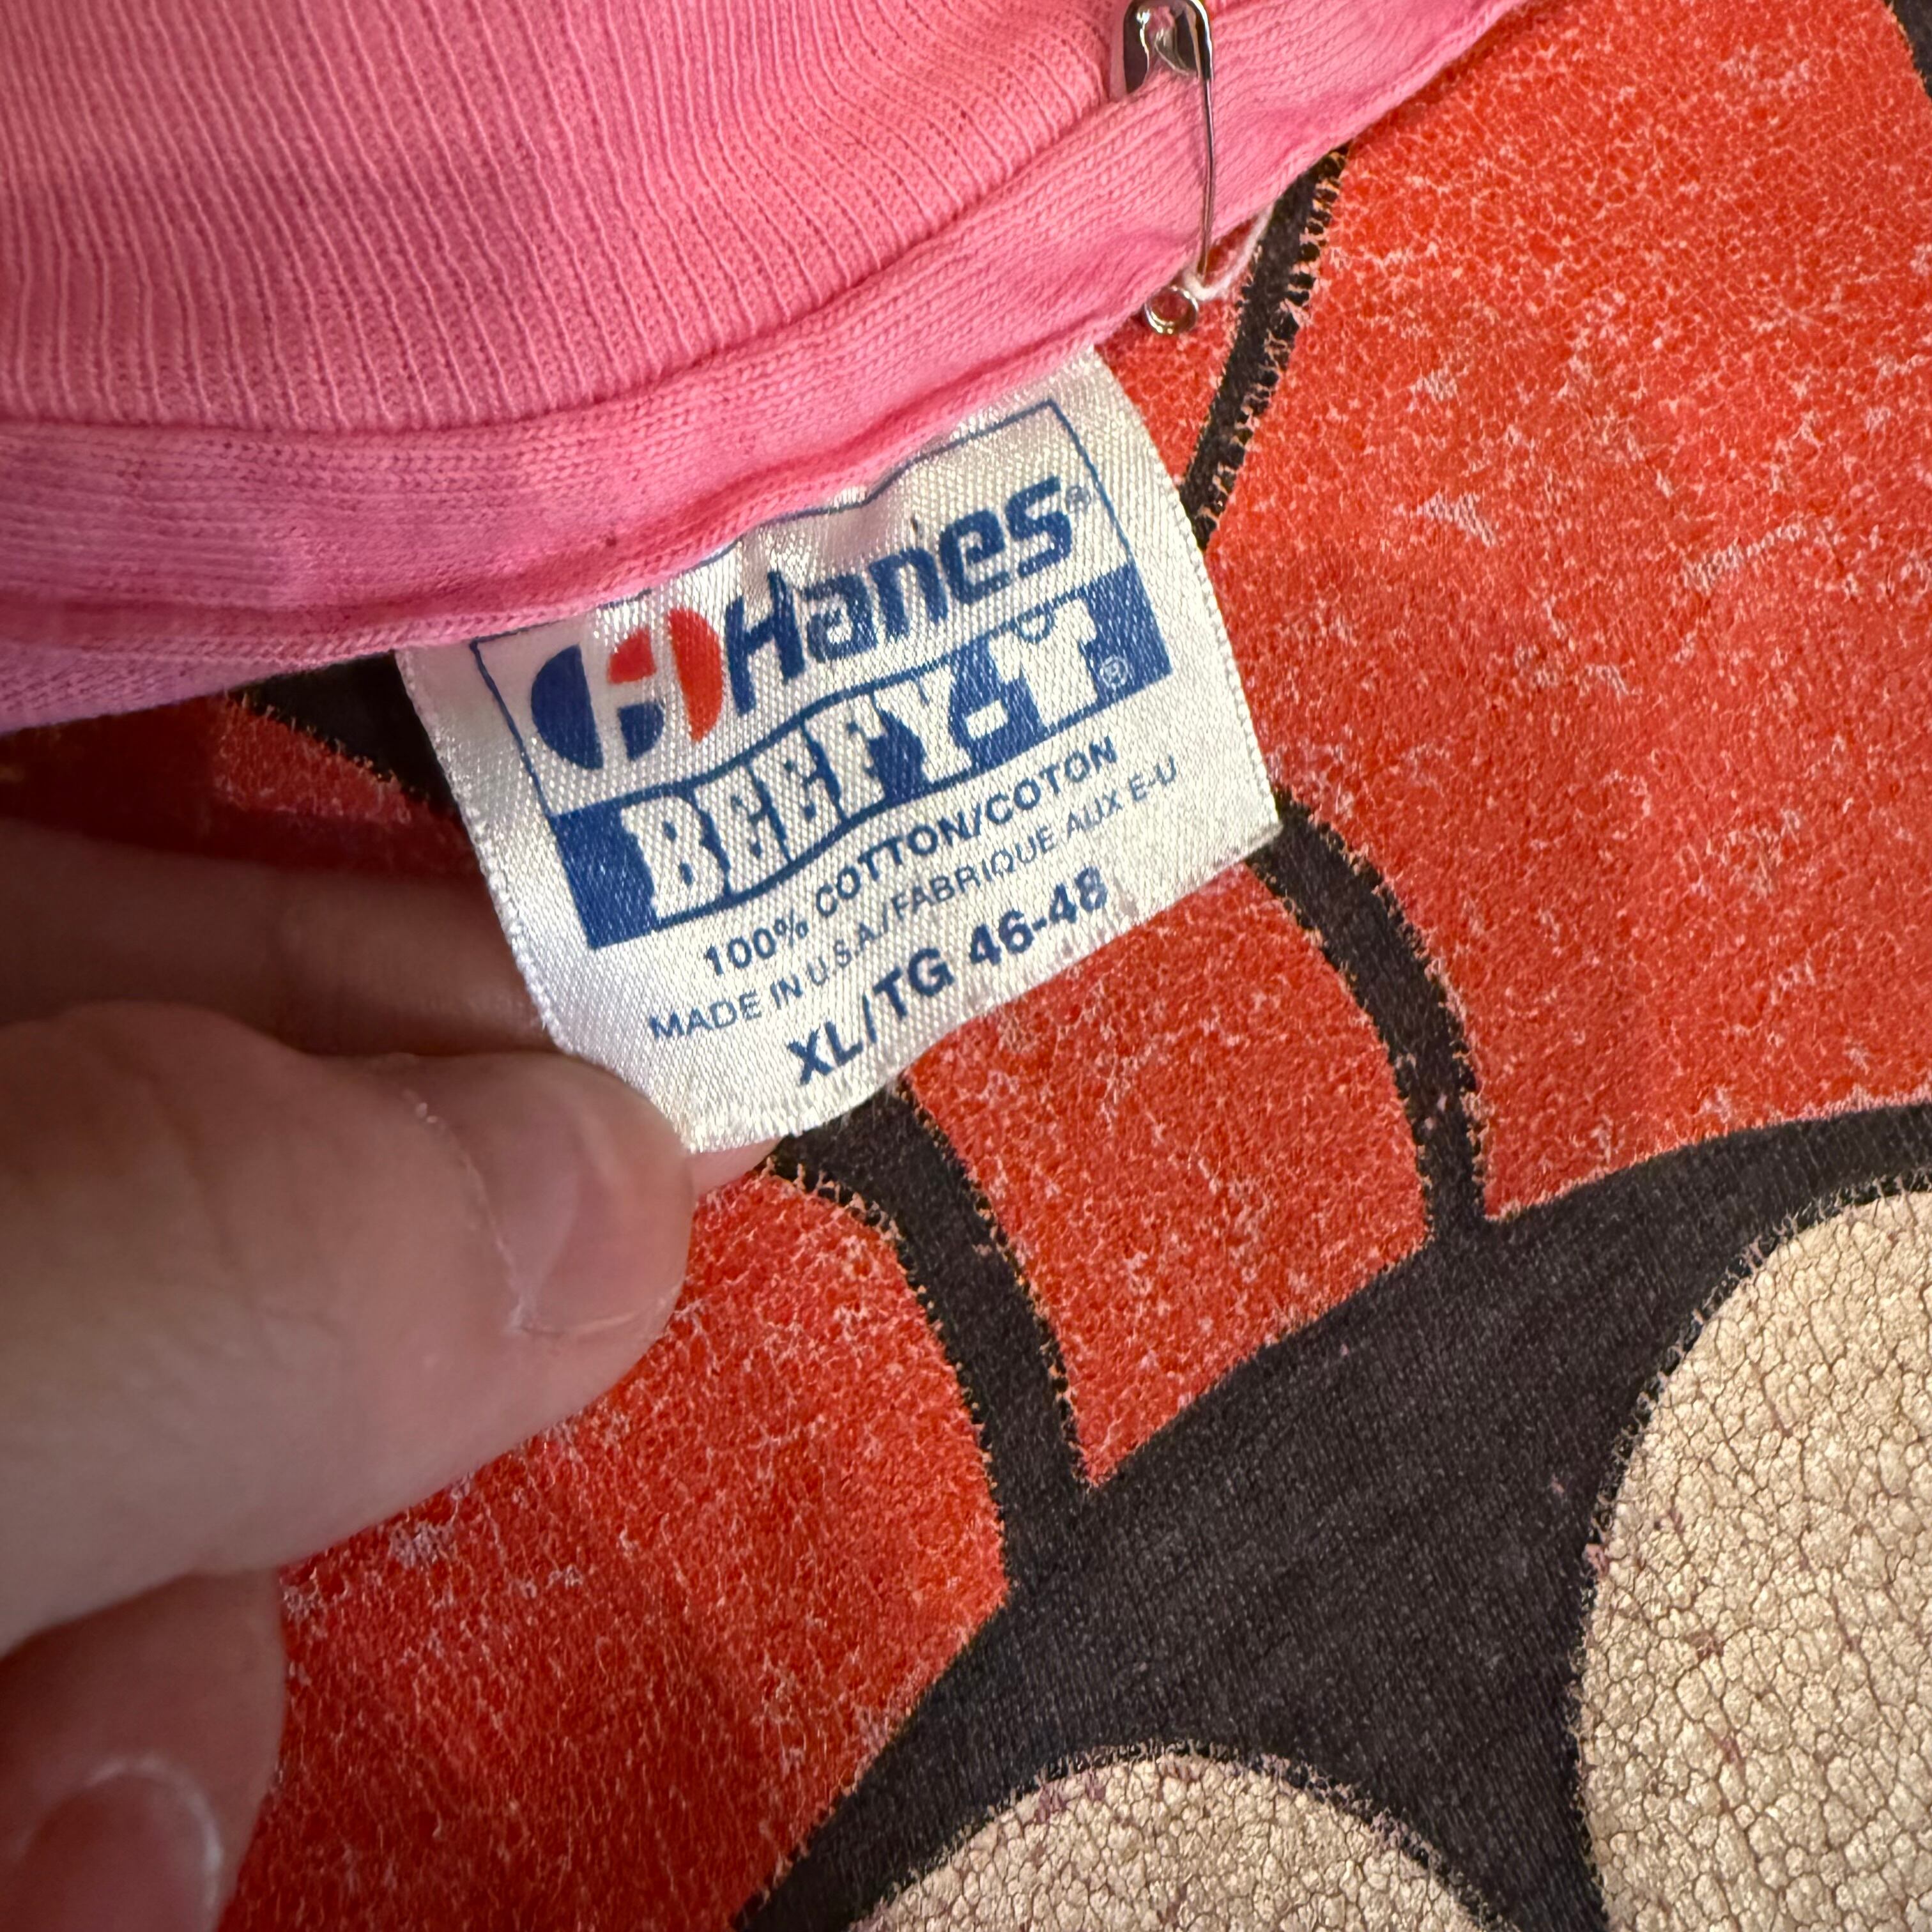 Hanes®
BEEFY-T®
100% COTTON/COTON
MADE IN U.S.A./FABRIQUE AUX E-U
XL/TG 46-48